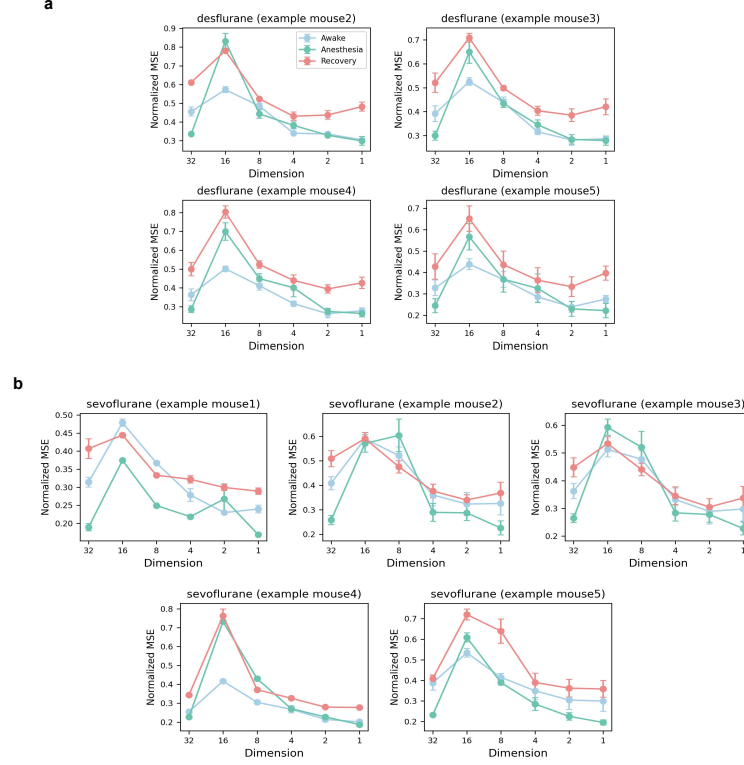 a
desflurane (example mouse2)
0.9
0.8
0.7
0.6
0.5
0.4
0.3
Normalized MSE
Awake
Anesthesia
Recovery
32 16 8 4 2 1
Dimension
desflurane (example mouse3)
0.7
0.6
0.5
0.4
0.3
Normalized MSE
32 16 8 4 2 1
Dimension
desflurane (example mouse4)
0.8
0.7
0.6
0.5
0.4
0.3
Normalized MSE
32 16 8 4 2 1
Dimension
desflurane (example mouse5)
0.7
0.6
0.5
0.4
0.3
0.2
Normalized MSE
32 16 8 4 2 1
Dimension
b
sevoflurane (example mouse1)
0.50
0.45
0.40
0.35
0.30
0.25
0.20
Normalized MSE
32 16 8 4 2 1
Dimension
sevoflurane (example mouse2)
0.6
0.5
0.4
0.3
0.2
Normalized MSE
32 16 8 4 2 1
Dimension
sevoflurane (example mouse3)
0.6
0.5
0.4
0.3
0.2
Normalized MSE
32 16 8 4 2 1
Dimension
sevoflurane (example mouse4)
0.8
0.7
0.6
0.5
0.4
0.3
0.2
Normalized MSE
32 16 8 4 2 1
Dimension
sevoflurane (example mouse5)
0.7
0.6
0.5
0.4
0.3
0.2
Normalized MSE
32 16 8 4 2 1
Dimension